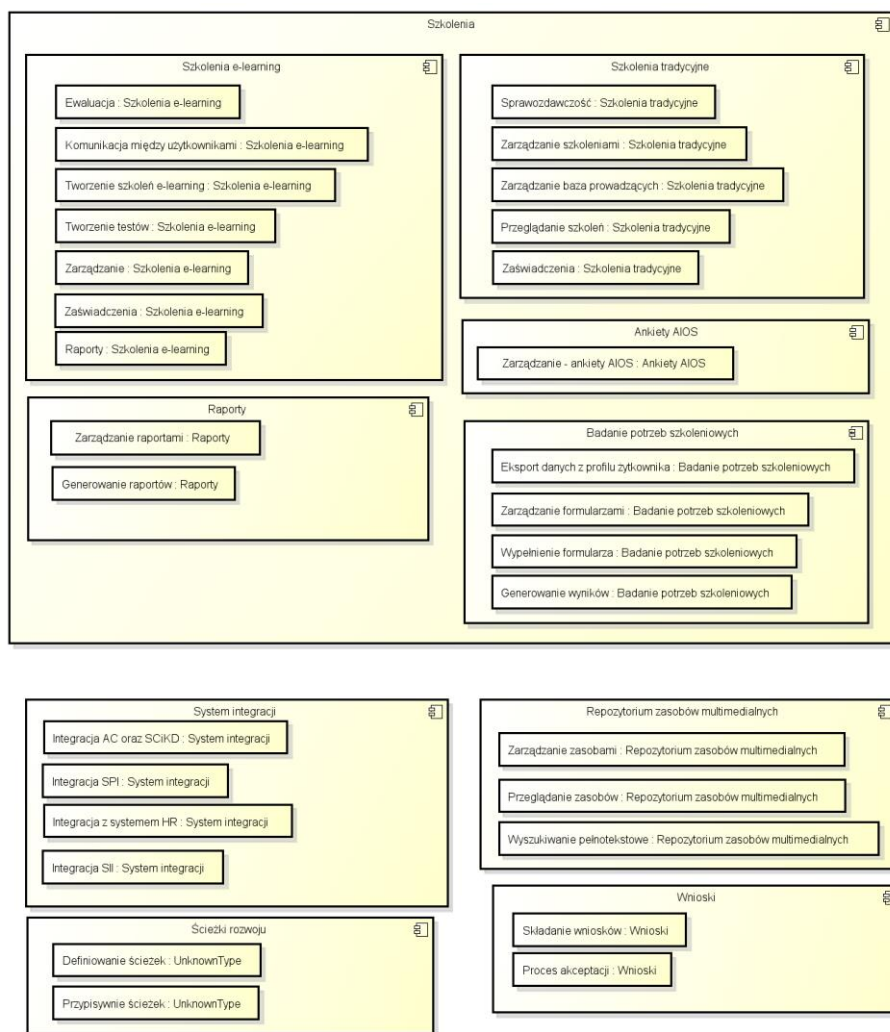 Szkolenia
Szkolenia e-learning
Ewaluacja : Szkolenia e-learning
Komunikacja między użytkownikami : Szkolenia e-learning
Tworzenie szkoleń e-learning : Szkolenia e-learning
Tworzenie testów : Szkolenia e-learning
Zarządzanie : Szkolenia e-learning
Zaświadczenia : Szkolenia e-learning
Raporty : Szkolenia e-learning
Szkolenia tradycyjne
Sprawozdawczość : Szkolenia tradycyjne
Zarządzanie szkoleniami : Szkolenia tradycyjne
Zarządzanie baza prowadzących : Szkolenia tradycyjne
Przeglądanie szkoleń : Szkolenia tradycyjne
Zaświadczenia : Szkolenia tradycyjne
Ankiety AIOS
Zarządzanie - ankiety AIOS : Ankiety AIOS
Raporty
Zarządzanie raportami : Raporty
Generowanie raportów : Raporty
Badanie potrzeb szkoleniowych
Eksport danych z profilu żytkownika : Badanie potrzeb szkoleniowych
Zarządzanie formularzami : Badanie potrzeb szkoleniowych
Wypełnienie formularza : Badanie potrzeb szkoleniowych
Generowanie wyników : Badanie potrzeb szkoleniowych
System integracji
Integracja AC oraz SCiKD : System integracji
Integracja SPI : System integracji
Integracja z systemem HR : System integracji
Integracja SII : System integracji
Repozytorium zasobów multimedialnych
Zarządzanie zasobami : Repozytorium zasobów multimedialnych
Przeglądanie zasobów : Repozytorium zasobów multimedialnych
Wyszukiwanie pełnotekstowe : Repozytorium zasobów multimedialnych
Ścieżki rozwoju
Definiowanie ścieżek : UnknownType
Przypisywnie ścieżek : UnknownType
Wnioski
Składanie wniosków : Wnioski
Proces akceptacji : Wnioski